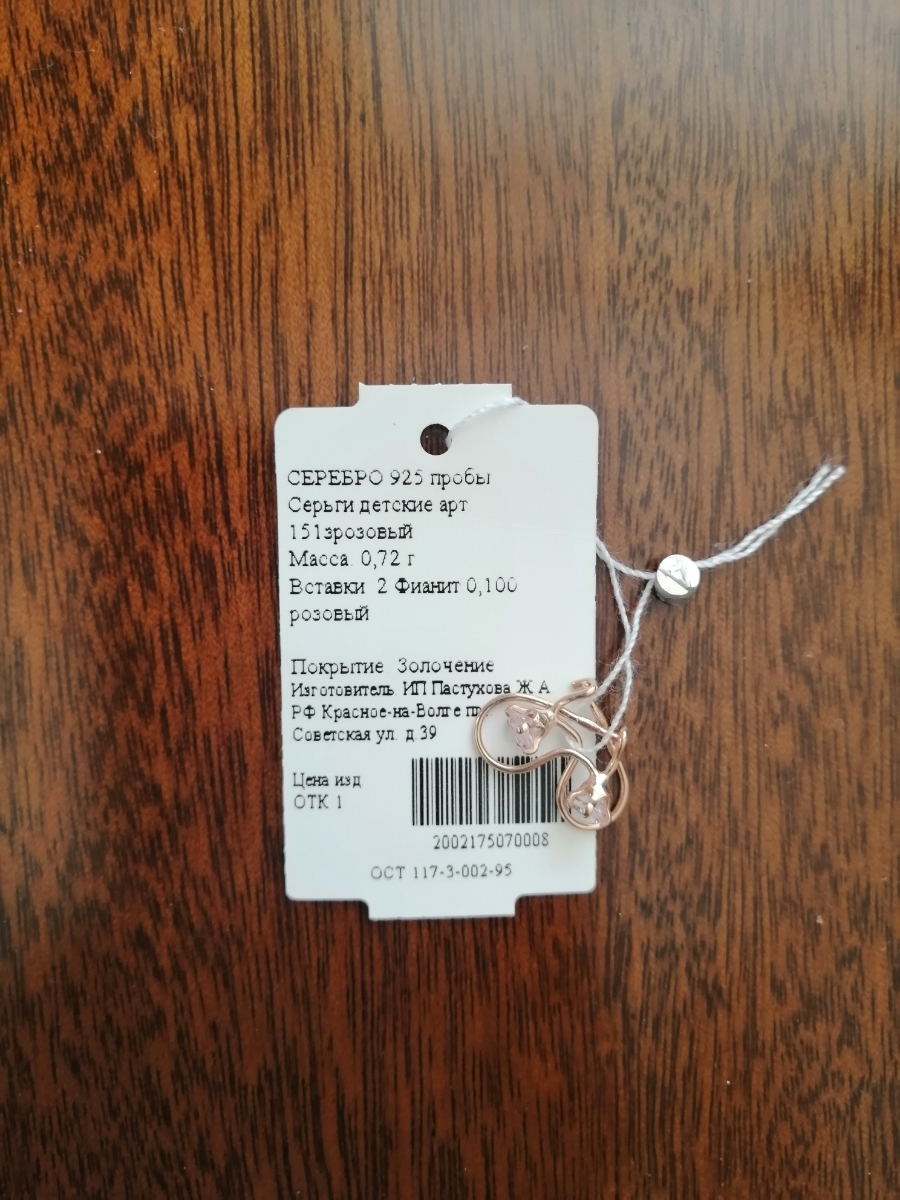 СЕРЕБРО 925 пробы
Серьги детские арт
151зрозовый
Масса 0,72 г
Вставки 2 Фианит 0,100
розовый
Покрытие Золочение
Изготовитель ИП Пастухова Ж А
РФ Красное-на-Волге
Советская ул. д.39
Цена изд
ОТК 1
2002175070008
ОСТ 117-3-002-95